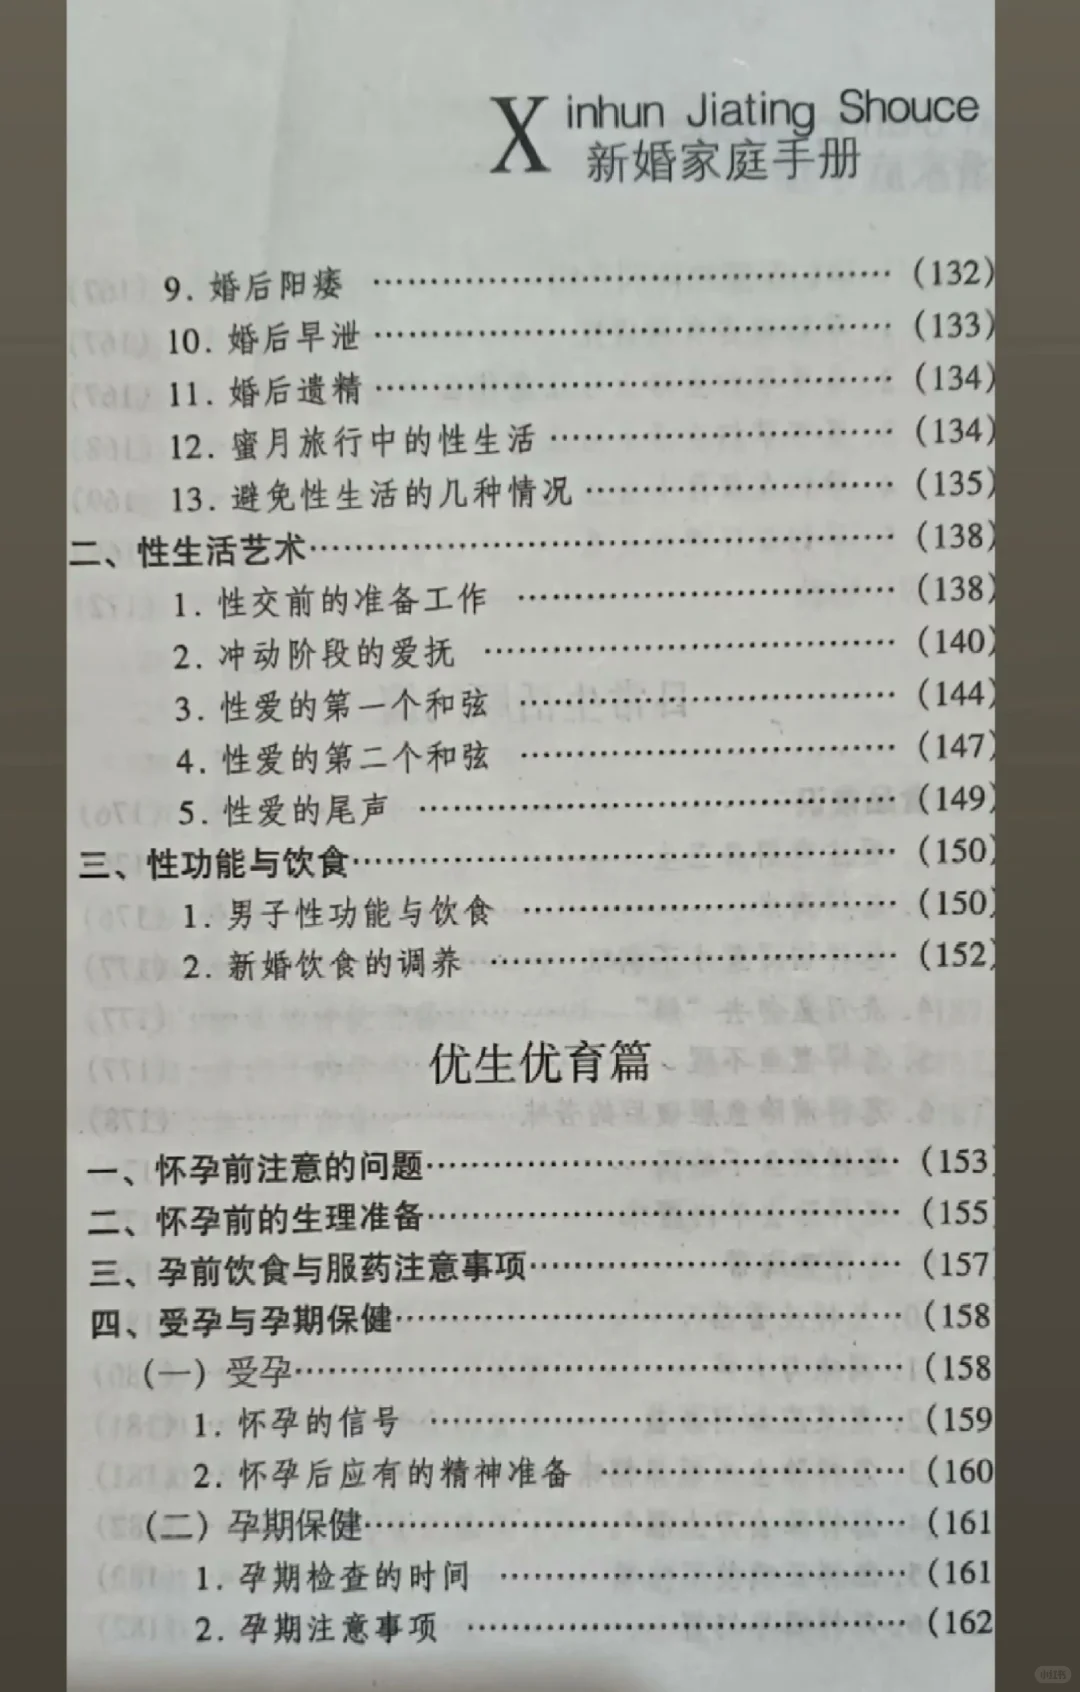 Xinhun Jiating Shouce
新婚家庭手册
9. 婚后阳痿 ……………………………………… (132)
10. 婚后早泄 ……………………………………… (133)
11. 婚后遗精 ……………………………………… (134)
12. 蜜月旅行中的性生活 ………………………… (134)
13. 避免性生活的几种情况 ……………………… (135)
二、性生活艺术 ……………………………………… (138)
1. 性交前的准备工作 …………………………… (138)
2. 冲动阶段的爱抚 ……………………………… (140)
3. 性爱的第一个和弦 …………………………… (144)
4. 性爱的第二个和弦 …………………………… (147)
5. 性爱的尾声 …………………………………… (149)
三、性功能与饮食 …………………………………… (150)
1. 男子性功能与饮食 …………………………… (150)
2. 新婚饮食的调养 ……………………………… (152)
优生优育篇
一、怀孕前注意的问题 ……………………………… (153)
二、怀孕前的生理准备 ……………………………… (155)
三、孕前饮食与服药注意事项 ……………………… (157)
四、受孕与孕期保健 ………………………………… (158
(一) 受孕 ………………………………………… (158
1. 怀孕的信号 …………………………………… (159
2. 怀孕后应有的精神准备 ……………………… (160
(二) 孕期保健 …………………………………… (161
1. 孕期检查的时间 ……………………………… (161
2. 孕期注意事项 ………………………………… (162
小红书